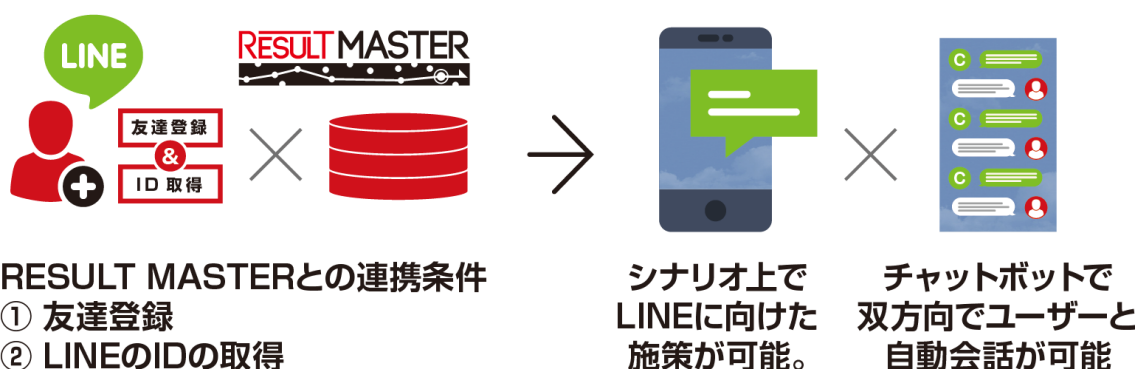 LINE
RESULT MASTER
友達登録
&
ID 取得
C
C
C
RESULT MASTERとの連携条件
① 友達登録
② LINEのIDの取得
シナリオ上で
LINEに向けた
施策が可能。
チャットボットで
双方向でユーザーと
自動会話が可能